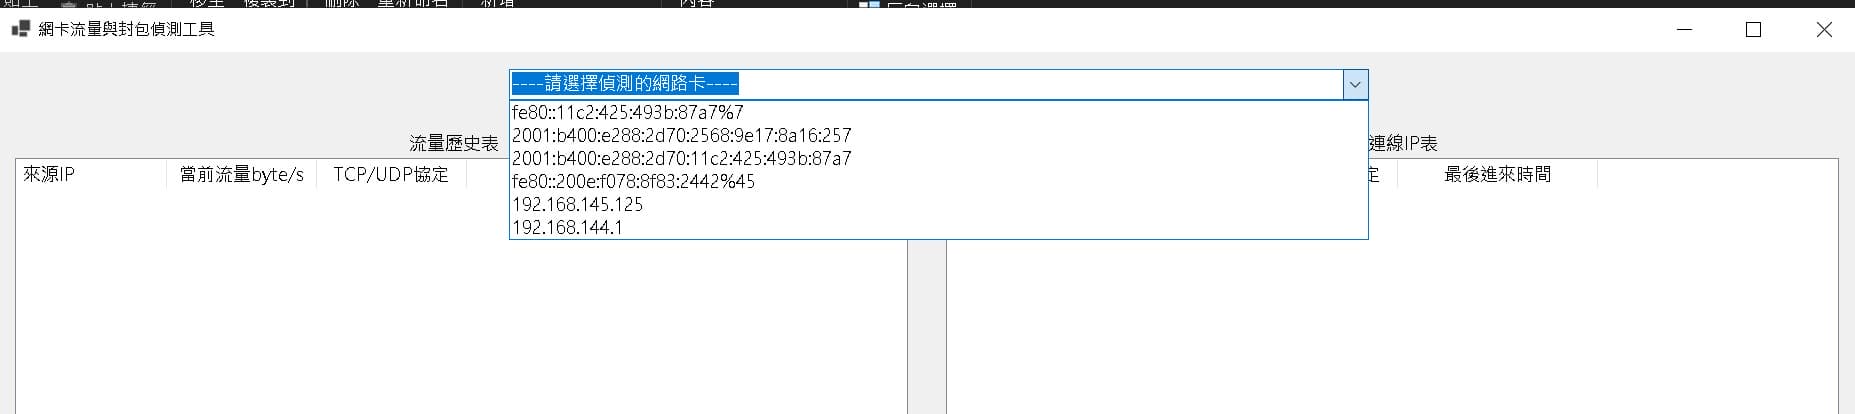 網卡流量與封包偵測工具
----請選擇偵測的網路卡----
fe80::11c2:425:493b:87a7%7
2001:b400:e288:2d70:2568:9e17:8a16:257
2001:b400:e288:2d70:11c2:425:493b:87a7
fe80::200e:f078:8f83:2442%45
192.168.145.125
192.168.144.1
流量歷史表
連線IP表
來源IP 當前流量byte/s TCP/UDP協定
定 最後進來時間